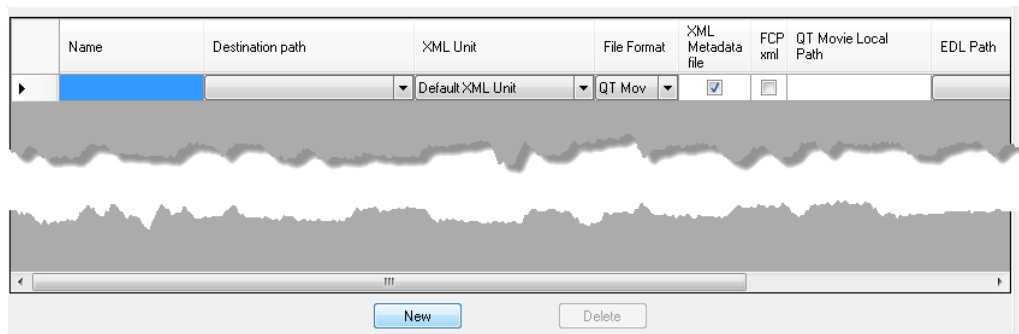 Name Destination path XML Unit File Format XML Metadata file FCP xml QT Movie Local Path EDL Path
Default XML Unit QT Mov
New Delete